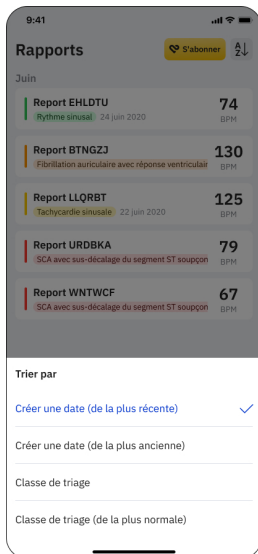 9:41
Rapports
S'abonner
A
Z
Juin
Report EHLDTU
74
Rythme sinusal 24 juin 2020
BPM
Report BTNGZJ
130
Fibrillation auriculaire avec réponse ventriculair
BPM
Report LLQRBT
125
Tachycardie sinusale 22 juin 2020
BPM
Report URDBKA
79
SCA avec sus-décalage du segment ST soupçon
BPM
Report WNTWCF
67
SCA avec sus-décalage du segment ST soupçon
BPM
Trier par
Créer une date (de la plus récente)
Créer une date (de la plus ancienne)
Classe de triage
Classe de triage (de la plus normale)